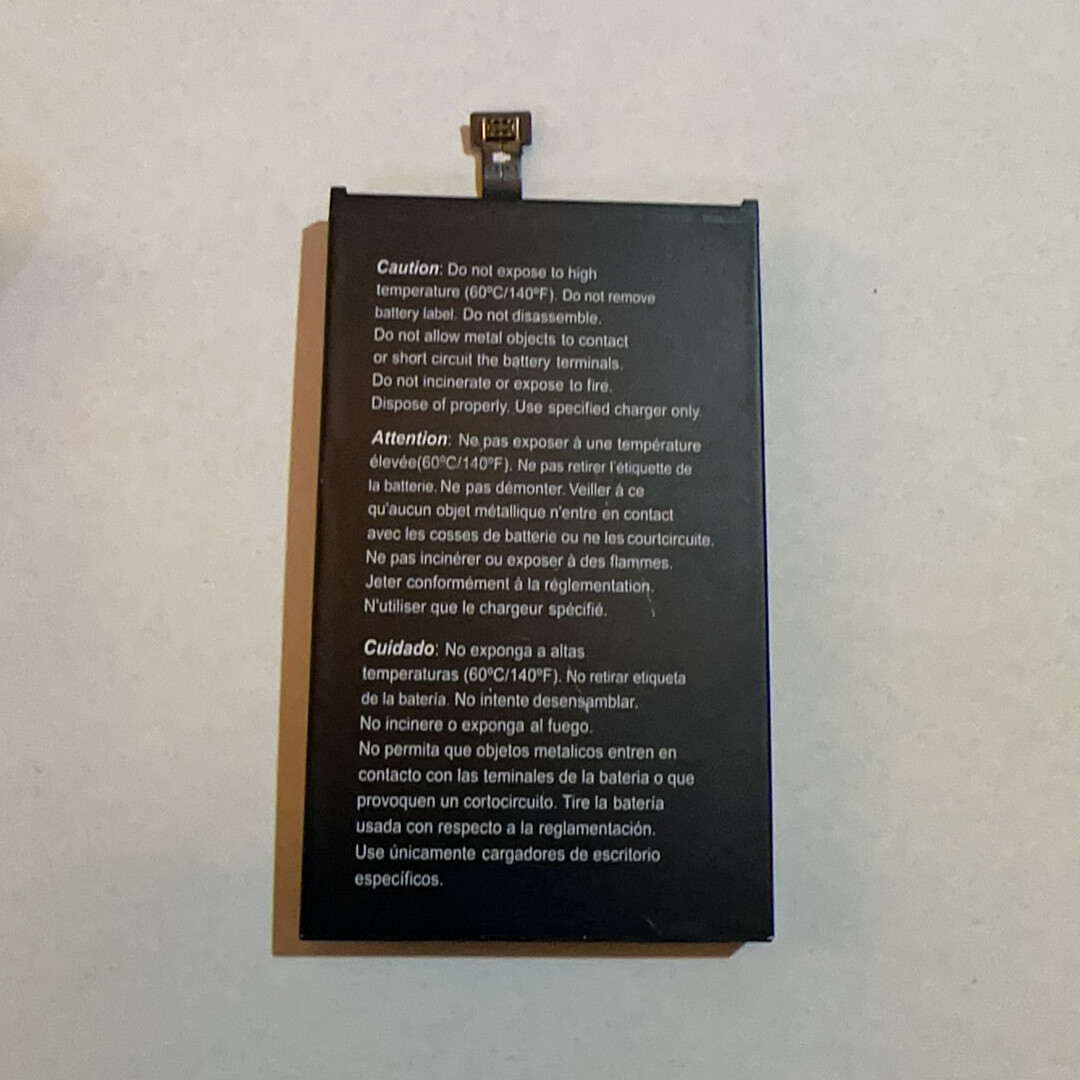 Caution: Do not expose to high
temperature (60ºC/140ºF). Do not remove
battery label. Do not disassemble.
Do not allow metal objects to contact
or short circuit the battery terminals.
Do not incinerate or expose to fire.
Dispose of properly. Use specified charger only.
Attention: Ne pas exposer à une température
élevée(60ºC/140ºF). Ne pas retirer l'étiquette de
la batterie. Ne pas démonter. Veiller á ce
qu'aucun objet métallique n'entre en contact
avec les cosses de batterie ou ne les courtcircuite.
Ne pas incinérer ou exposer à des flammes.
Jeter conformément à la réglementation.
N'utiliser que le chargeur spécifié.
Cuidado: No exponga a altas
temperaturas (60ºC/140ºF). No retirar etiqueta
de la bateria. No intente desensamblar.
No incinere o exponga al fuego.
No permita que objetos metalicos entren en
contacto con las teminales de la bateria o que
provoquen un cortocircuito. Tire la batería
usada con respecto a la reglamentación.
Use únicamente cargadores de escritorio
específicos.